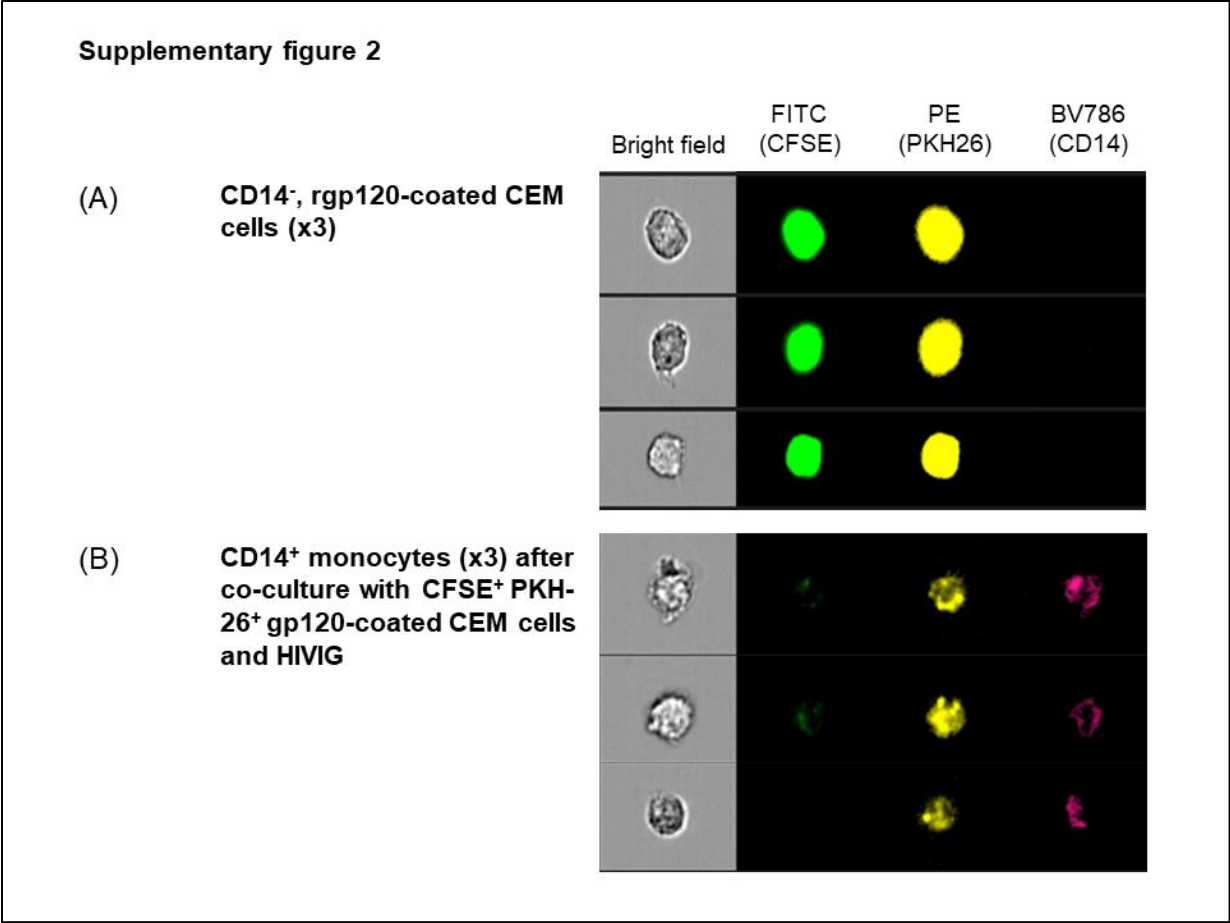 Supplementary figure 2
Bright field
FITC
(CFSE)
PE
(PKH26)
BV786
(CD14)
(A)
CD14⁻, rgp120-coated CEM
cells (x3)
(B)
CD14⁺ monocytes (x3) after
co-culture with CFSE⁺ PKH-
26⁺ gp120-coated CEM cells
and HIVIG